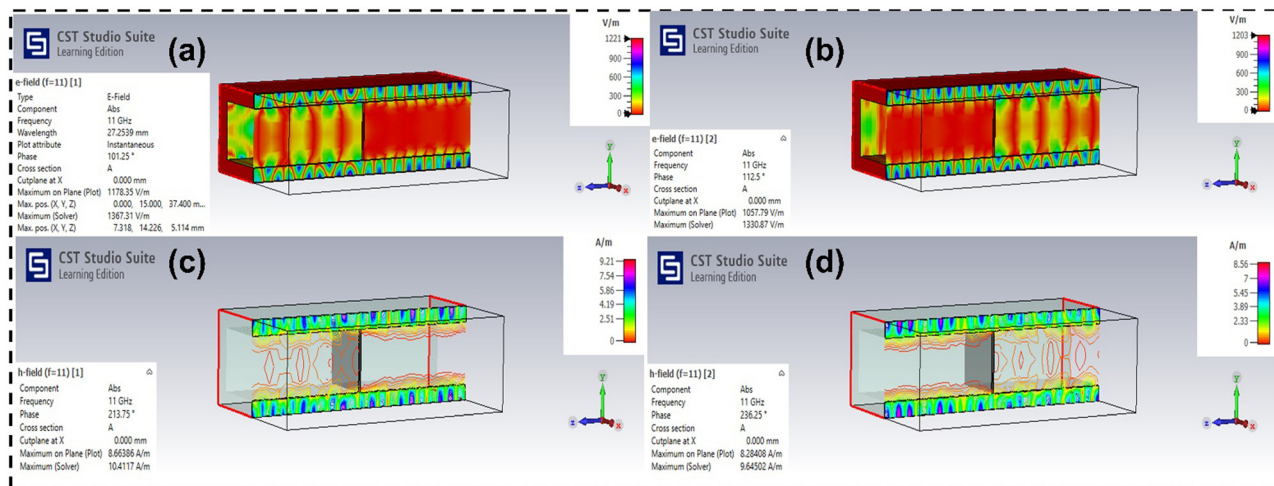 CST Studio Suite
Learning Edition
(a)
V/m
1221
900
600
300
0
e-field (f=11) [1]
Type E-Field
Component Abs
Frequency 11 GHz
Wavelength 27.2539 mm
Plot attribute Instantaneous
Phase 101.25 °
Cross section A
Cutplane at X 0.000 mm
Maximum on Plane (Plot) 1178.35 V/m
Max. pos. (X, Y, Z) 0.000, 15.000, 37.400 m...
Maximum (Solver) 1367.31 V/m
Max. pos. (X, Y, Z) 7.318, 14.226, 5.114 mm
y
z
x
CST Studio Suite
Learning Edition
(b)
V/m
1203
900
600
300
0
e-field (f=11) [2]
Component Abs
Frequency 11 GHz
Phase 112.5 °
Cross section A
Cutplane at X 0.000 mm
Maximum on Plane (Plot) 1057.79 V/m
Maximum (Solver) 1330.87 V/m
y
z
x
CST Studio Suite
Learning Edition
(c)
A/m
9.21
7.54
5.86
4.19
2.51
0
h-field (f=11) [1]
Component Abs
Frequency 11 GHz
Phase 213.75 °
Cross section A
Cutplane at X 0.000 mm
Maximum on Plane (Plot) 8.66386 A/m
Maximum (Solver) 10.4117 A/m
y
z
x
CST Studio Suite
Learning Edition
(d)
A/m
8.56
7
5.45
3.89
2.33
0
h-field (f=11) [2]
Component Abs
Frequency 11 GHz
Phase 236.25 °
Cross section A
Cutplane at X 0.000 mm
Maximum on Plane (Plot) 8.28408 A/m
Maximum (Solver) 9.64502 A/m
y
z
x